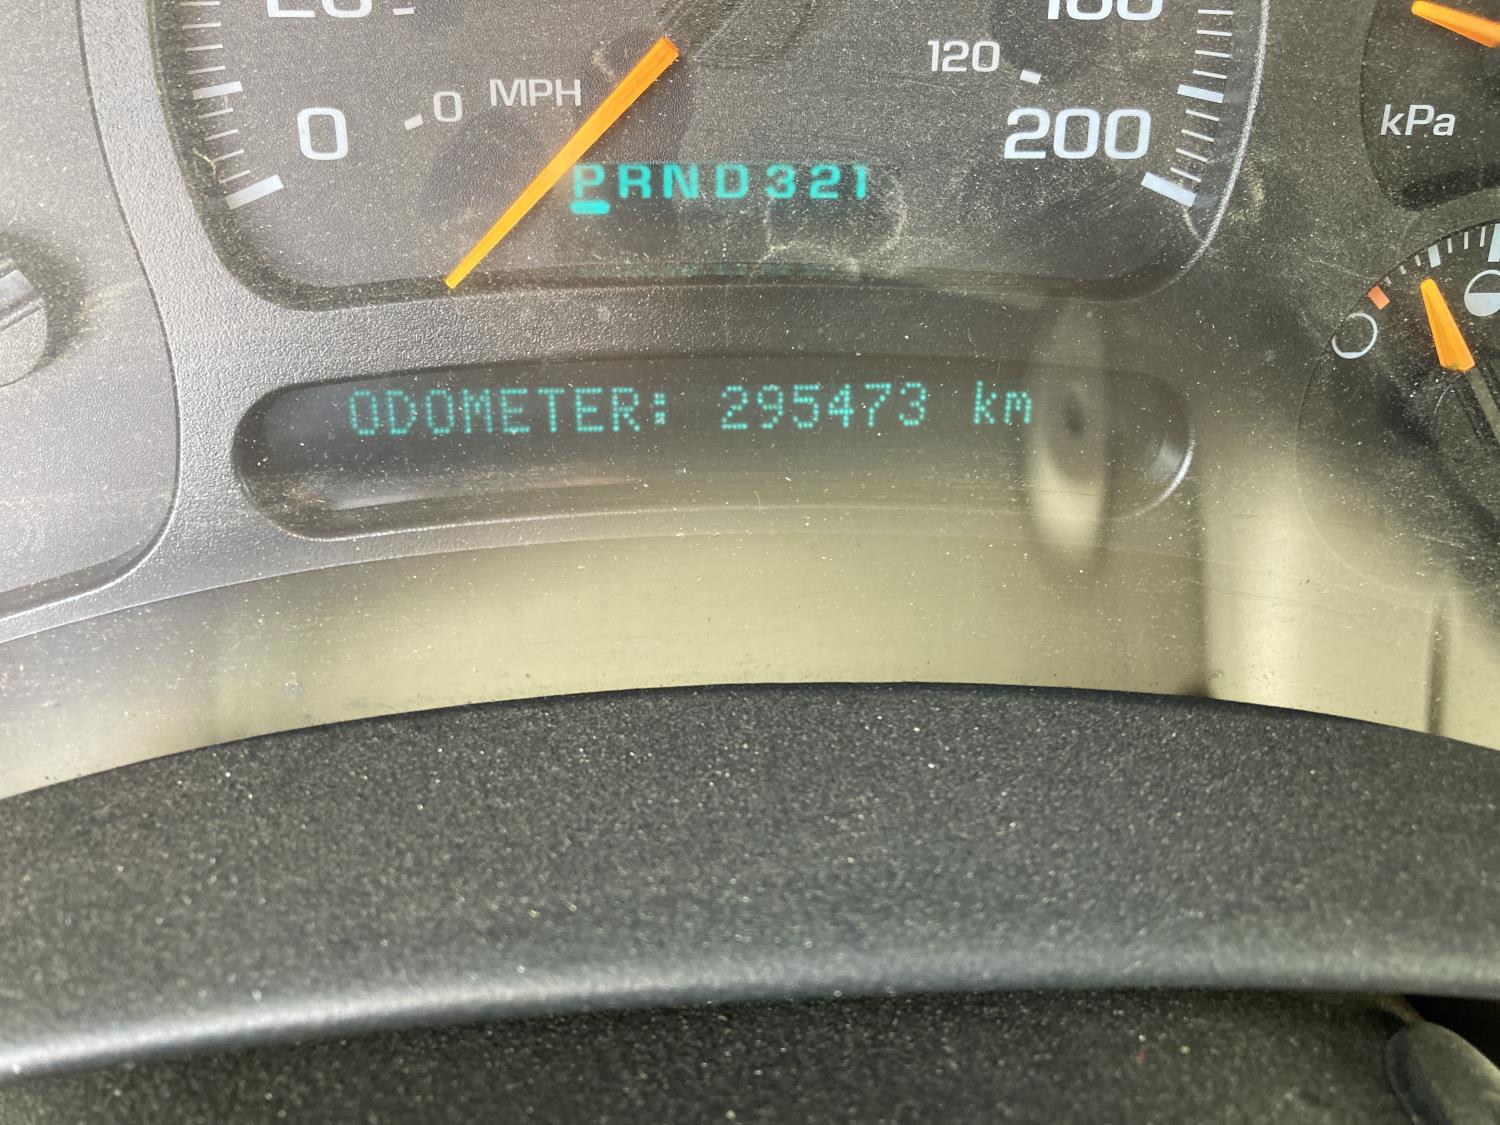 0 MPH
120
0
200
kPa
PRND321
ODOMETER: 295473 km